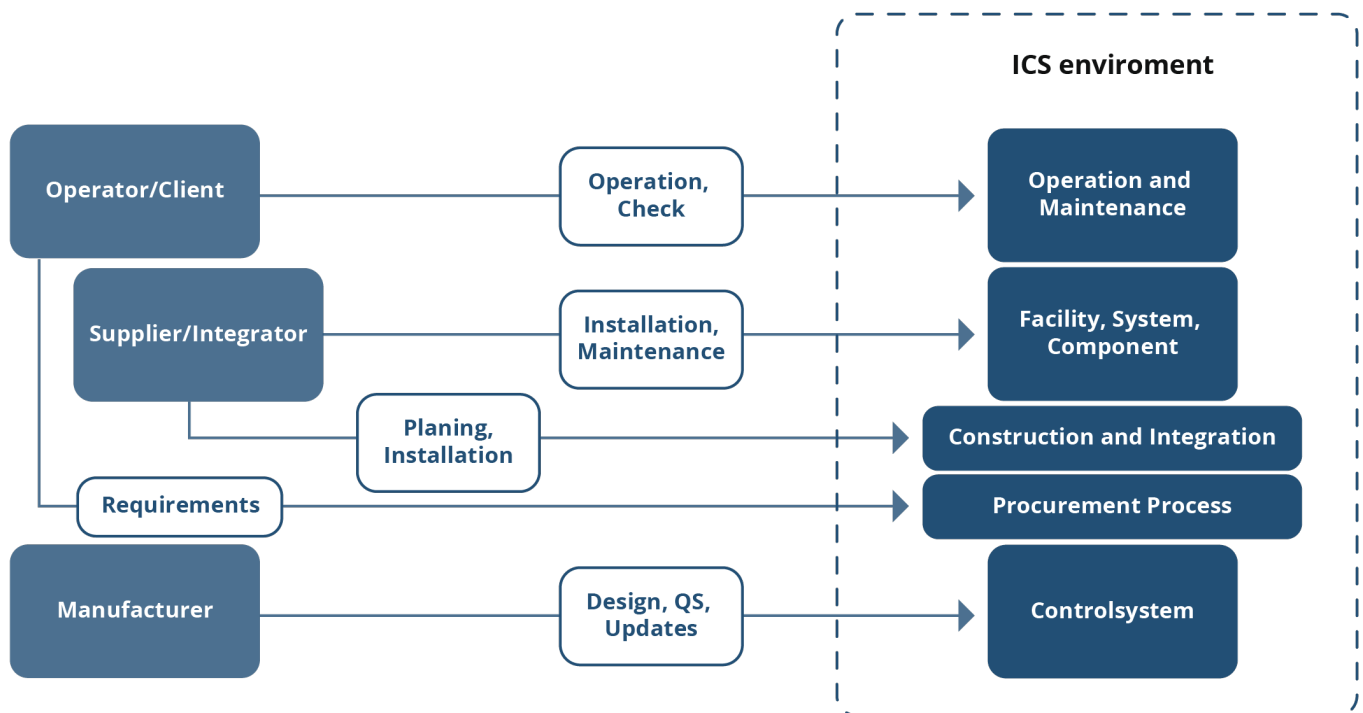 ICS enviroment
Operator/Client
Operation,
Check
Operation and
Maintenance
Supplier/Integrator
Installation,
Maintenance
Facility, System,
Component
Planing,
Installation
Construction and Integration
Requirements
Procurement Process
Manufacturer
Design, QS,
Updates
Controlsystem